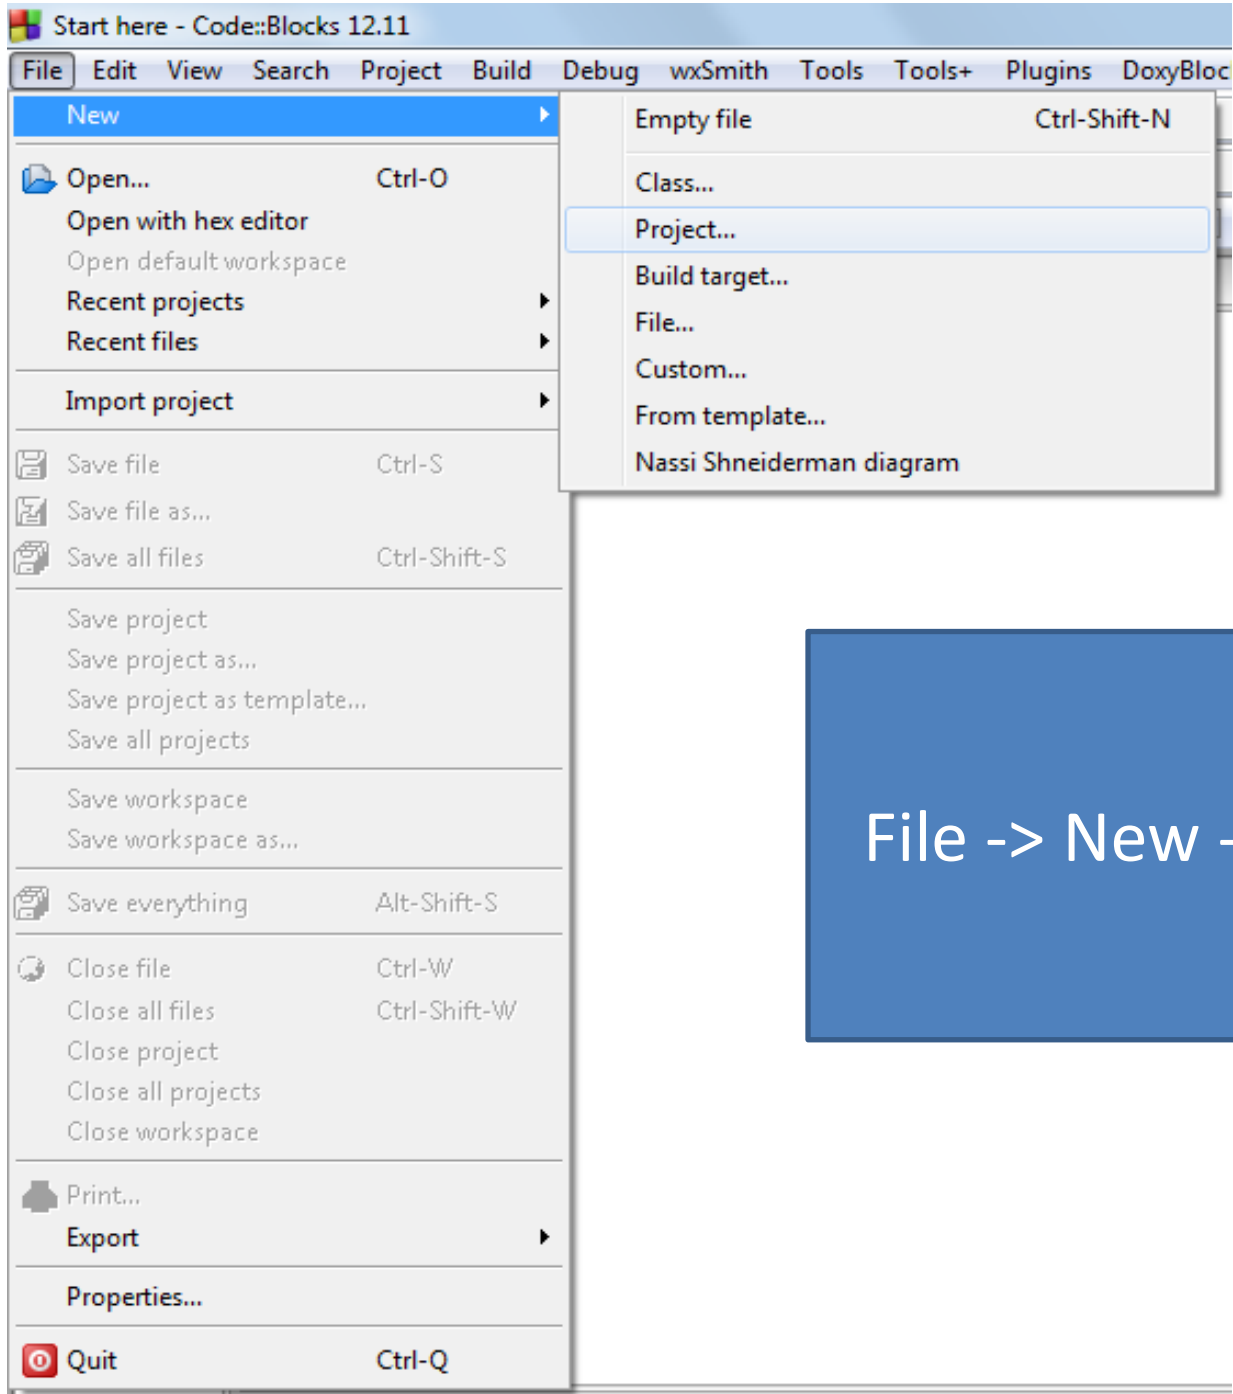 Start here - Code::Blocks 12.11
File Edit View Search Project Build Debug wxSmith Tools Tools+ Plugins DoxyBloc
New
Open... Ctrl-O
Open with hex editor
Open default workspace
Recent projects
Recent files
Import project
Save file Ctrl-S
Save file as...
Save all files Ctrl-Shift-S
Save project
Save project as...
Save project as template...
Save all projects
Save workspace
Save workspace as...
Save everything Alt-Shift-S
Close file Ctrl-W
Close all files Ctrl-Shift-W
Close project
Close all projects
Close workspace
Print...
Export
Properties...
Quit Ctrl-Q
Empty file Ctrl-Shift-N
Class...
Project...
Build target...
File...
Custom...
From template...
Nassi Shneiderman diagram
File -> New -